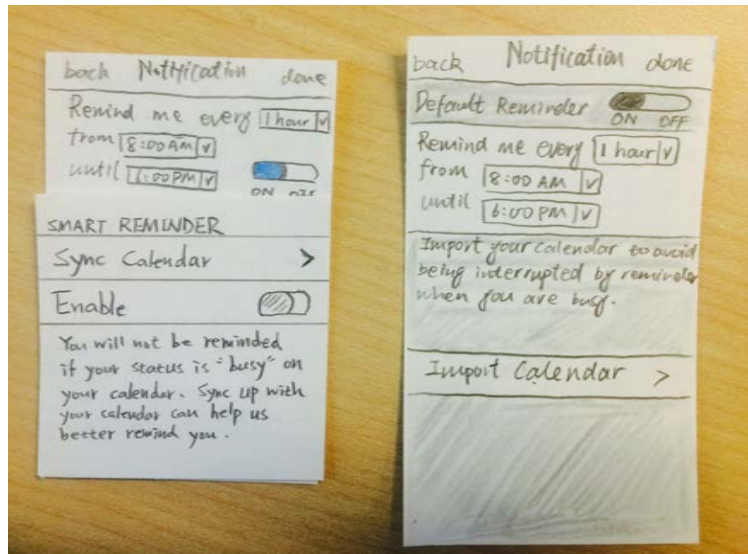 back Notification done
Remind me every 1 hour v
from 8:00 AM v
until 6:00 PM v
ON OFF
SMART REMINDER
Sync Calendar >
Enable
You will not be reminded
if your status is "busy" on
your calendar. Sync up with
your calendar can help us
better remind you.
back Notification done
Default Reminder
ON OFF
Remind me every 1 hour v
from 8:00 AM v
until 6:00 PM v
Import your calendar to avoid
being interrupted by reminder
when you are busy.
Import Calendar >